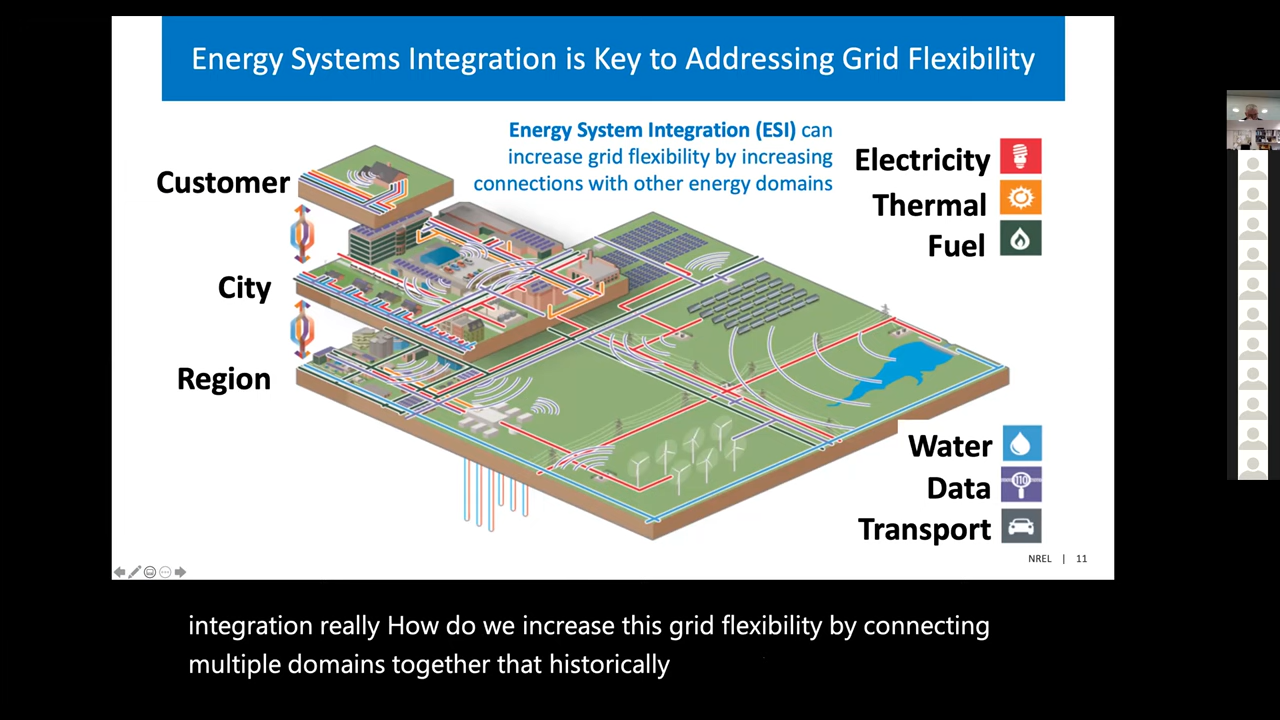 Energy Systems Integration is Key to Addressing Grid Flexibility
Energy System Integration (ESI) can
increase grid flexibility by increasing
connections with other energy domains
Customer
City
Region
Electricity
Thermal
Fuel
Water
Data
110
Transport
NREL | 11
integration really How do we increase this grid flexibility by connecting
multiple domains together that historically